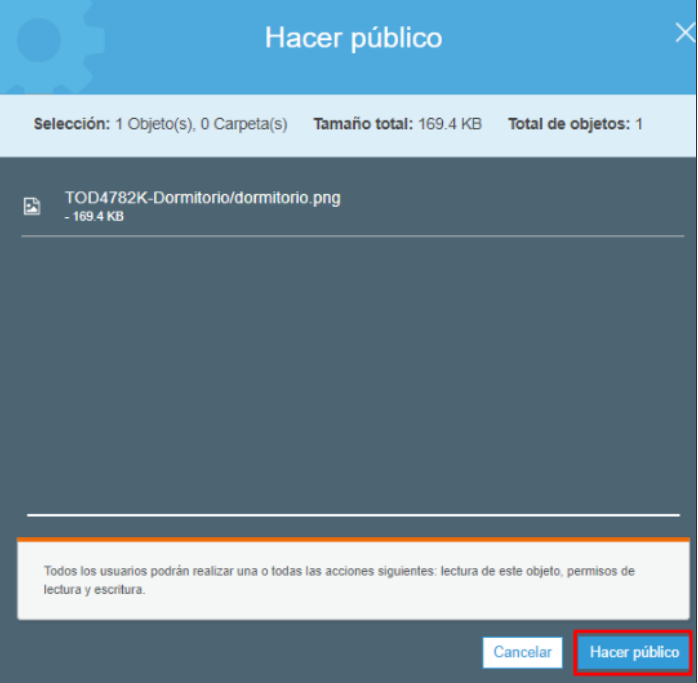 Hacer público
Selección: 1 Objeto(s), 0 Carpeta(s) Tamaño total: 169.4 KB Total de objetos: 1
TOD4782K-Dormitorio/dormitorio.png
- 169.4 KB
Todos los usuarios podrán realizar una o todas las acciones siguientes: lectura de este objeto, permisos de
lectura y escritura.
Cancelar Hacer público